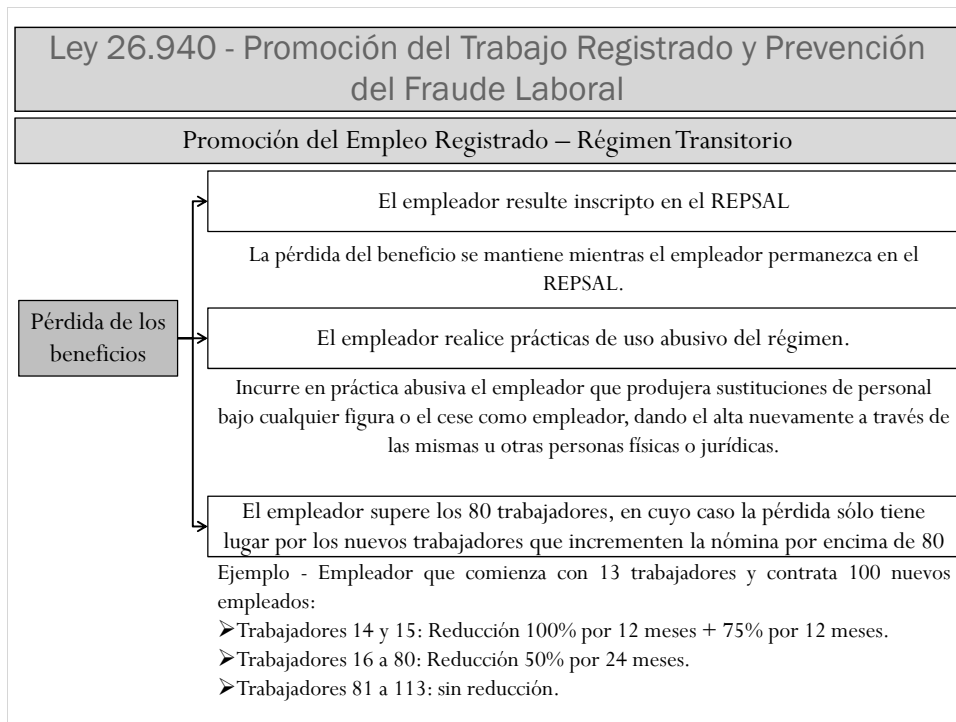 Ley 26.940 - Promoción del Trabajo Registrado y Prevención
del Fraude Laboral
Promoción del Empleo Registrado – Régimen Transitorio
El empleador resulte inscripto en el REPSAL
La pérdida del beneficio se mantiene mientras el empleador permanezca en el
REPSAL.
Pérdida de los
beneficios
El empleador realice prácticas de uso abusivo del régimen.
Incurre en práctica abusiva el empleador que produjera sustituciones de personal
bajo cualquier figura o el cese como empleador, dando el alta nuevamente a través de
las mismas u otras personas físicas o jurídicas.
El empleador supere los 80 trabajadores, en cuyo caso la pérdida sólo tiene
lugar por los nuevos trabajadores que incrementen la nómina por encima de 80
Ejemplo - Empleador que comienza con 13 trabajadores y contrata 100 nuevos
empleados:
➢Trabajadores 14 y 15: Reducción 100% por 12 meses + 75% por 12 meses.
➢Trabajadores 16 a 80: Reducción 50% por 24 meses.
➢Trabajadores 81 a 113: sin reducción.